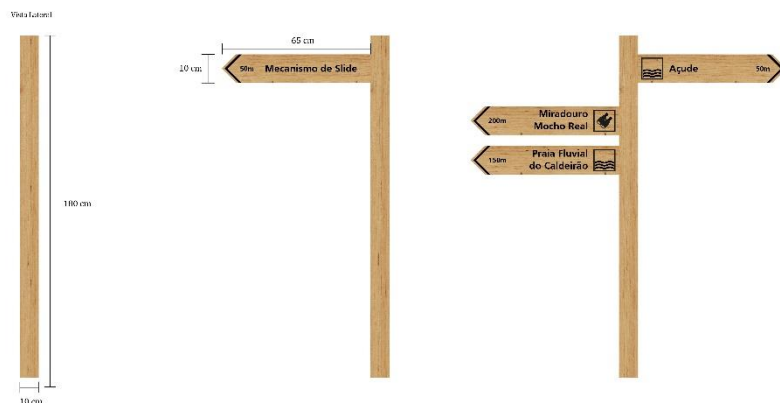 Vista Lateral
65 cm
10 cm
50m Mecanismo de Slide
180 cm
10 cm
Açude 50m
200m Miradouro
Mocho Real
150m Praia Fluvial
do Caldeirão